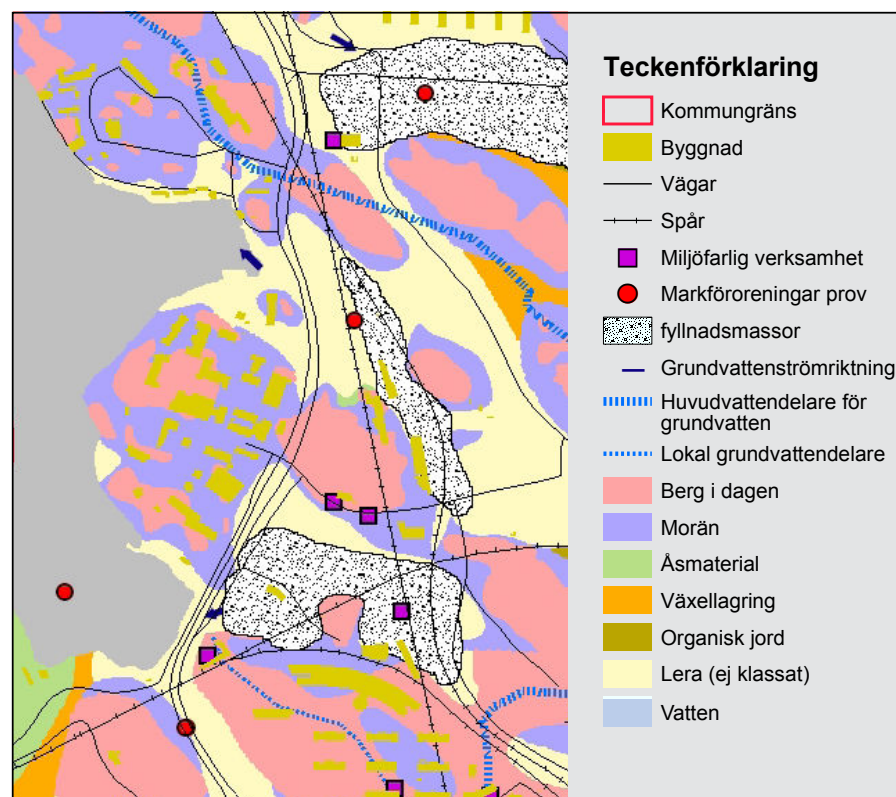 Teckenförklaring
Kommungräns
Byggnad
Vägar
Spår
Miljöfarlig verksamhet
Markföroreningar prov
fyllnadsmassor
Grundvattenströmriktning
Huvudvattendelare för
grundvatten
Lokal grundvattendelare
Berg i dagen
Morän
Åsmaterial
Växellagring
Organisk jord
Lera (ej klassat)
Vatten